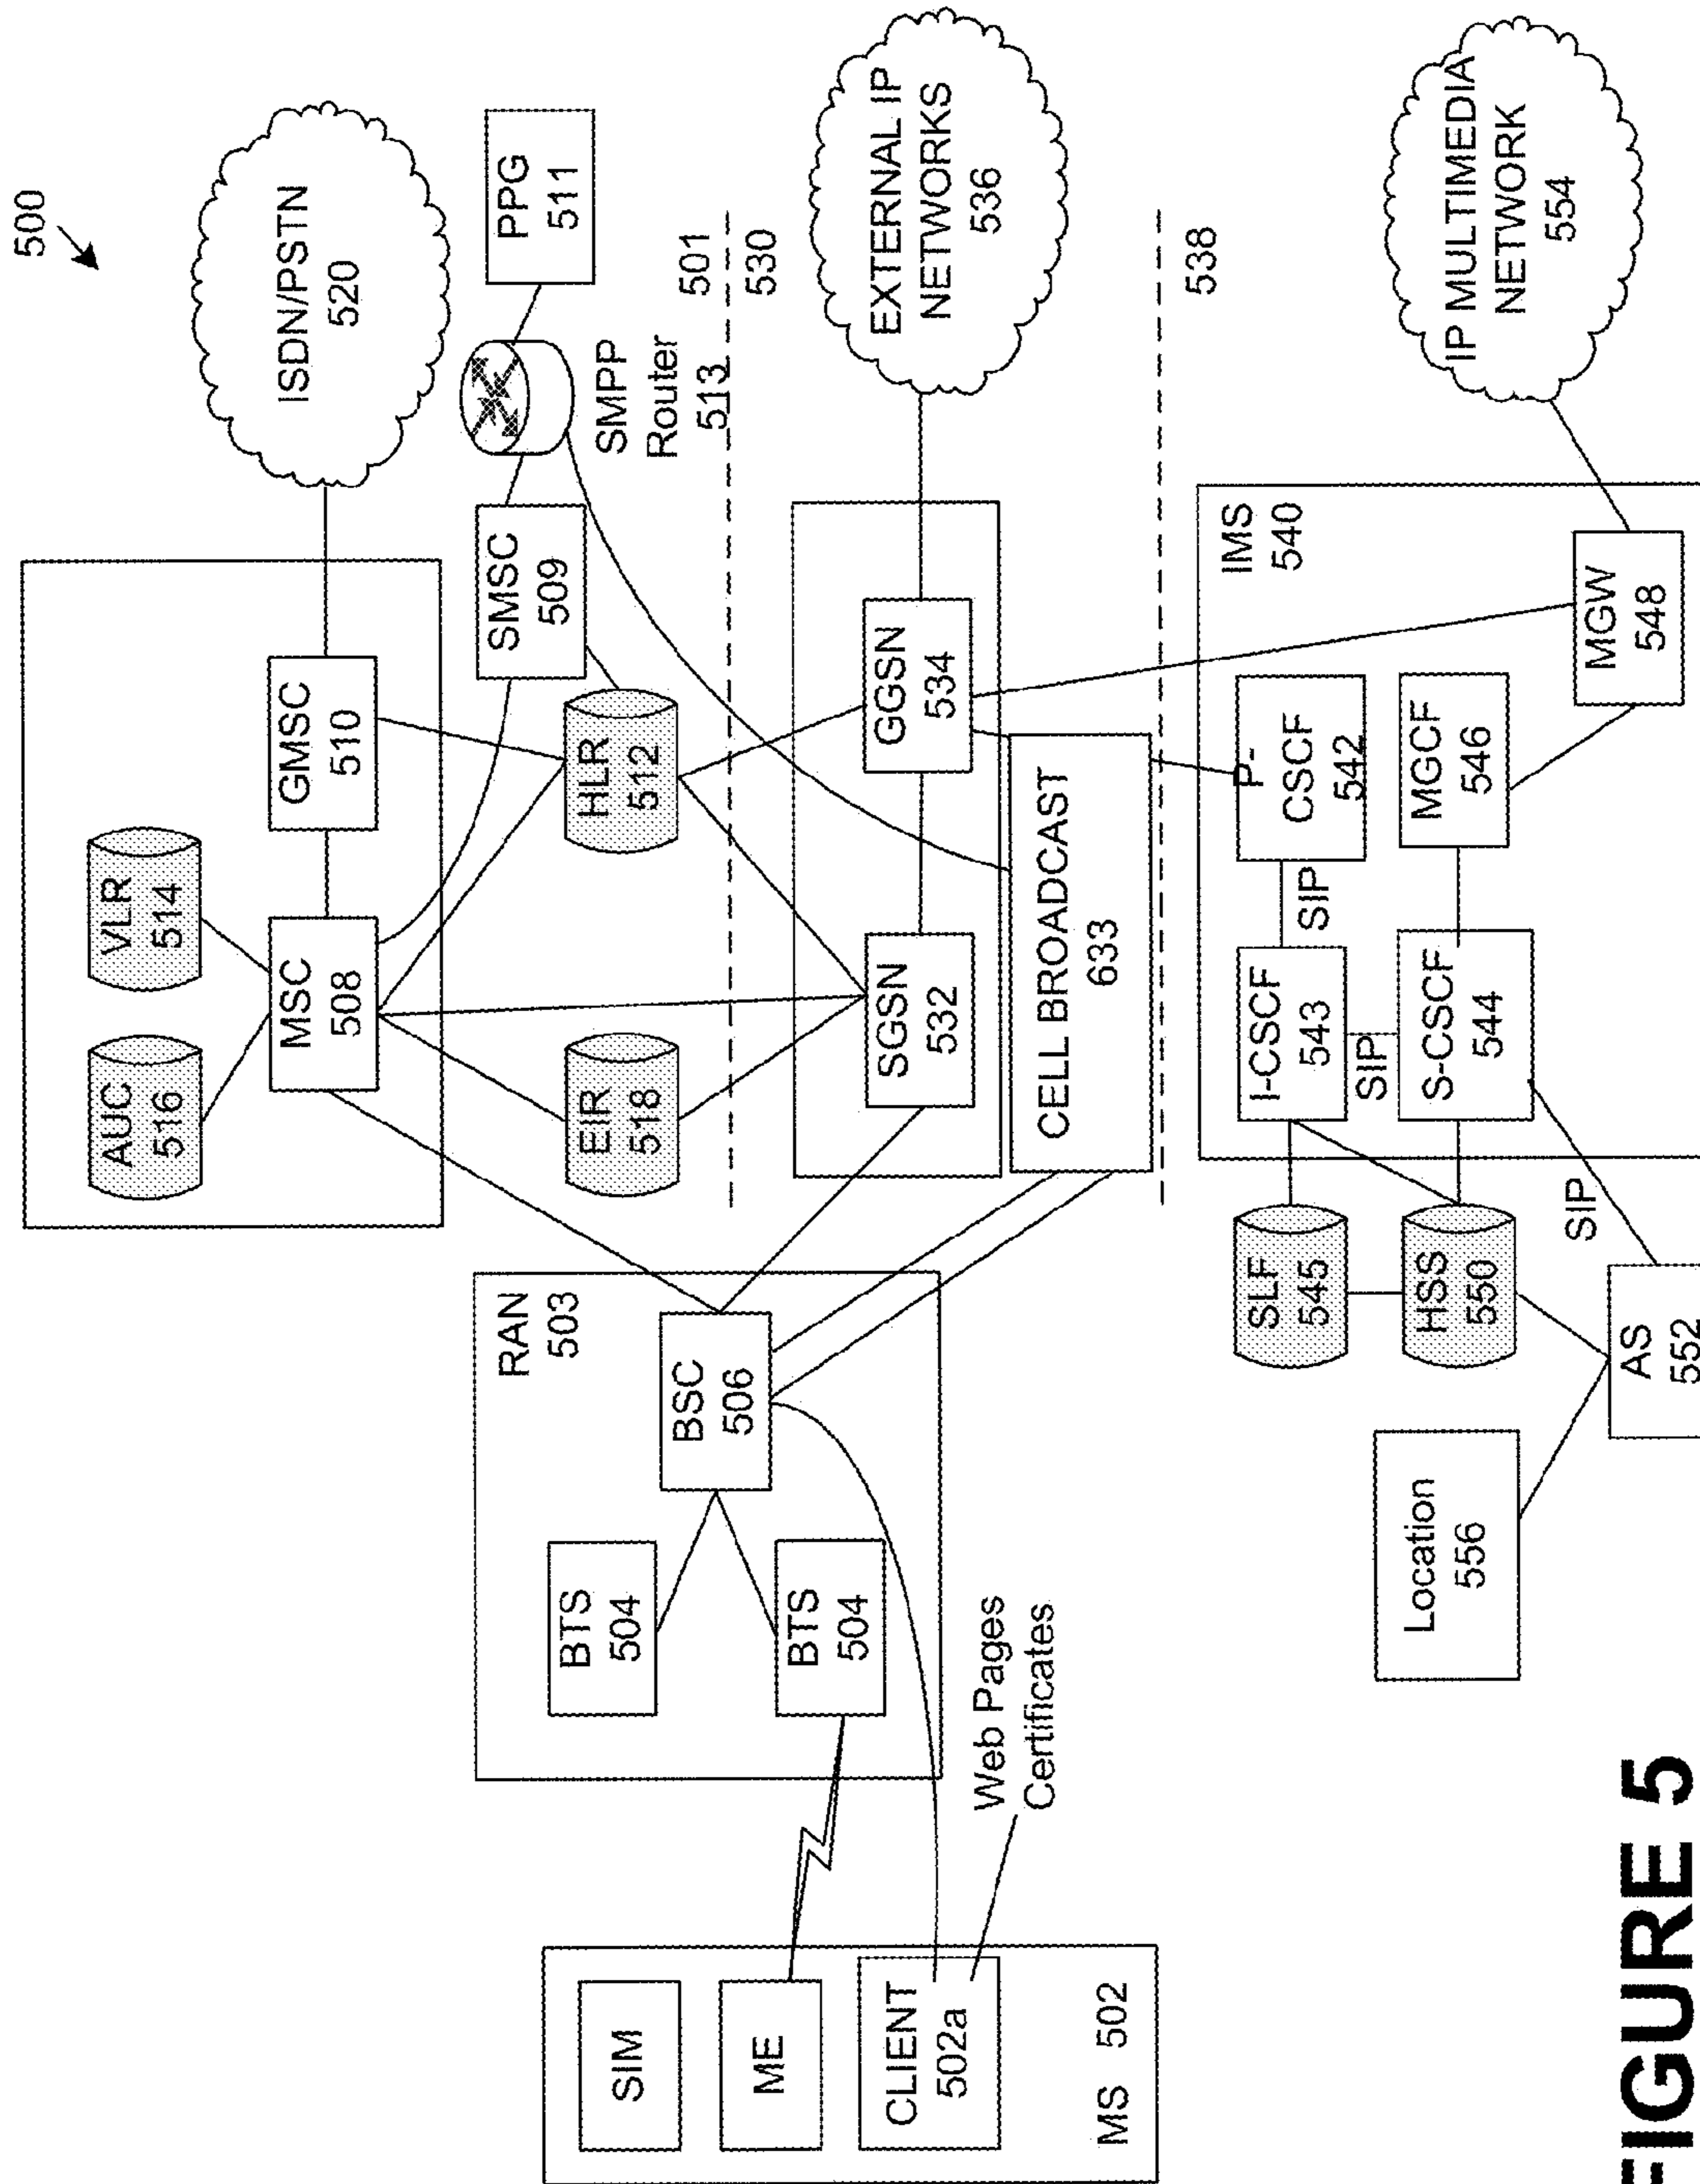 500
AUC
516
VLR
514
MSC
508
GMSC
510
ISDN/PSTN
520
EIR
518
HLR
512
SMSC
509
SMPP
Router
513
PPG
511
501
530
RAN
503
BTS
504
BTS
504
BSC
506
SIM
ME
CLIENT
502a
MS 502
Web Pages
Certificates
SGSN
532
GGSN
534
EXTERNAL IP
NETWORKS
536
CELL BROADCAST
633
538
IMS
540
P-
CSCF
542
SIP
I-CSCF
543
SIP
S-CSCF
544
MGCF
546
MGW
548
IP MULTIMEDIA
NETWORK
554
SLF
545
HSS
550
SIP
AS
552
Location
556
FIGURE 5